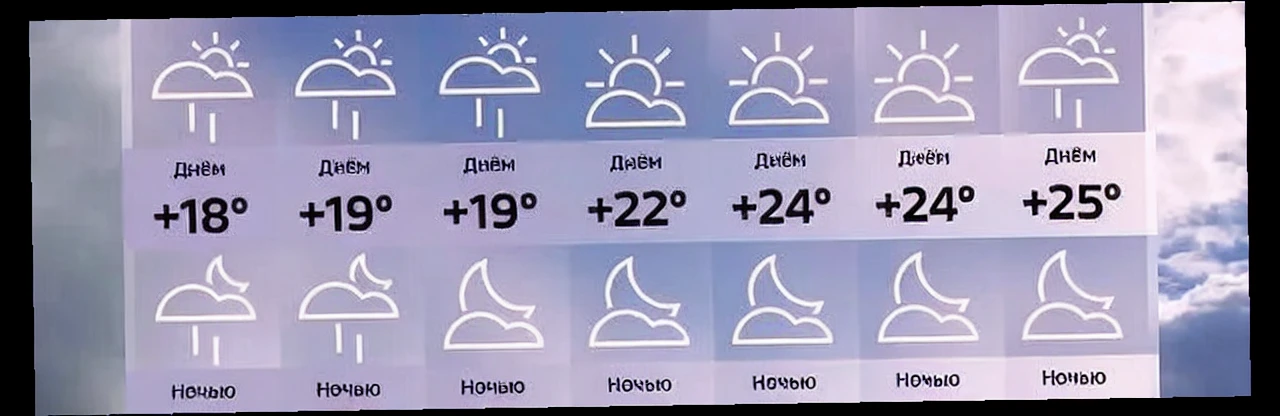 Днём Днём Днём Днём Днём Днём Днём
+18° +19° +19° +22° +24° +24° +25°
Ночью Ночью Ночью Ночью Ночью Ночью Ночью